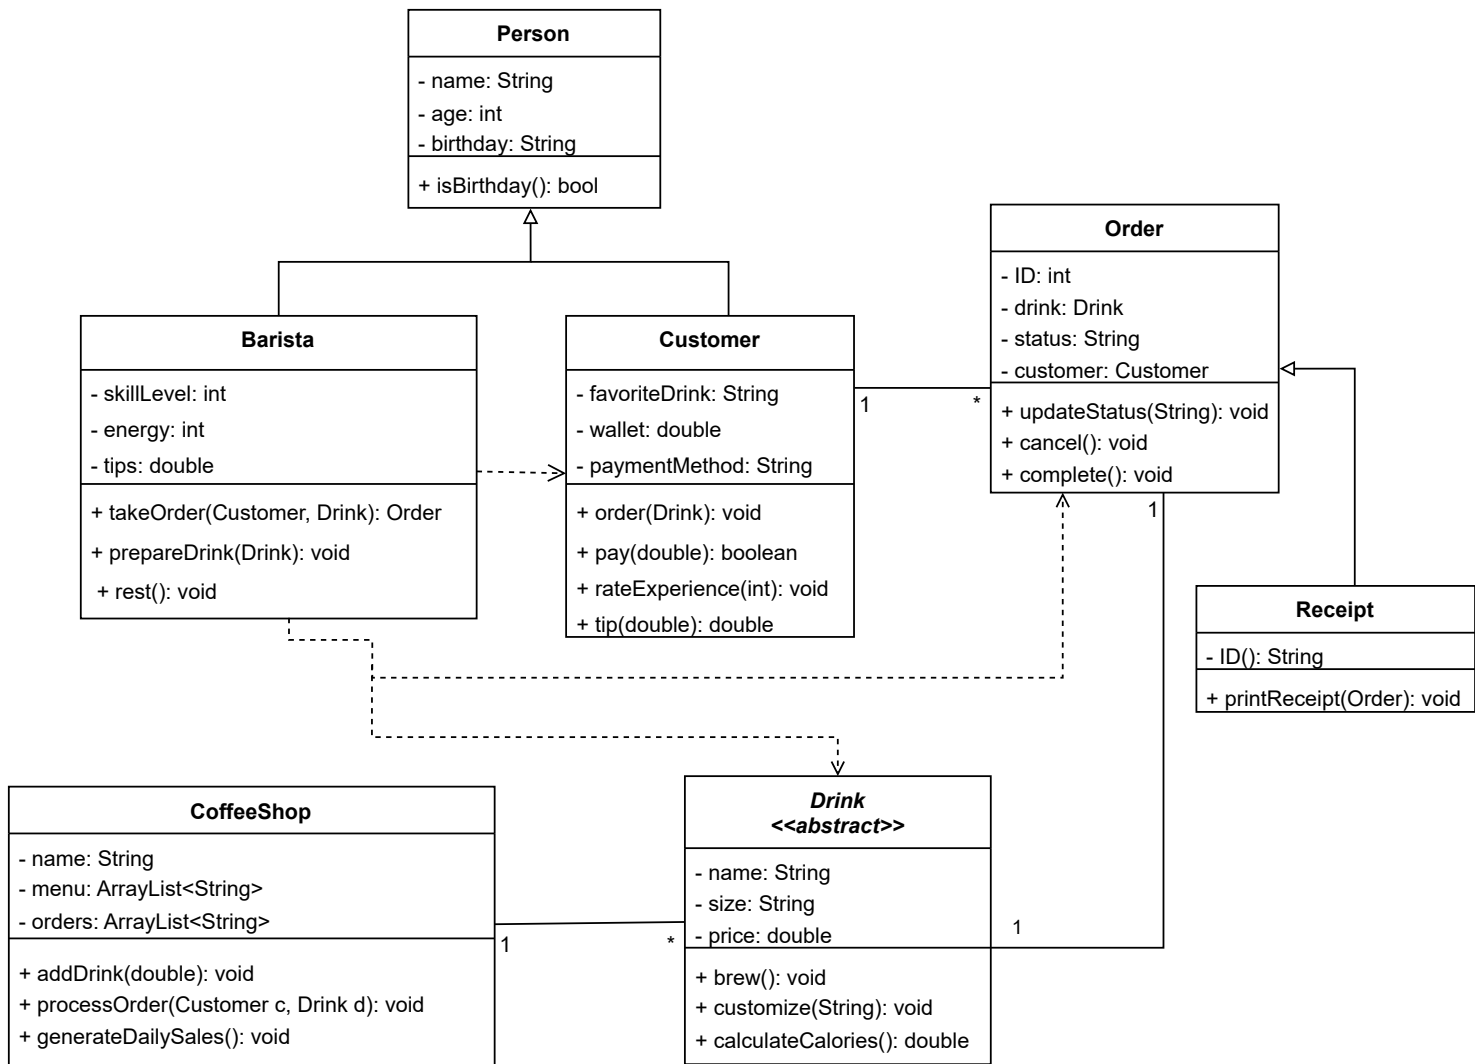 Person
- name: String
- age: int
- birthday: String
+ isBirthday(): bool
Order
- ID: int
- drink: Drink
- status: String
- customer: Customer
+ updateStatus(String): void
+ cancel(): void
+ complete(): void
Barista
- skillLevel: int
- energy: int
- tips: double
+ takeOrder(Customer, Drink): Order
+ prepareDrink(Drink): void
+ rest(): void
Customer
- favoriteDrink: String
- wallet: double
- paymentMethod: String
+ order(Drink): void
+ pay(double): boolean
+ rateExperience(int): void
+ tip(double): double
1
*
1
Receipt
- ID(): String
+ printReceipt(Order): void
CoffeeShop
- name: String
- menu: ArrayList<String>
- orders: ArrayList<String>
+ addDrink(double): void
+ processOrder(Customer c, Drink d): void
+ generateDailySales(): void
1
*
Drink
<<abstract>>
- name: String
- size: String
- price: double
+ brew(): void
+ customize(String): void
+ calculateCalories(): double
1